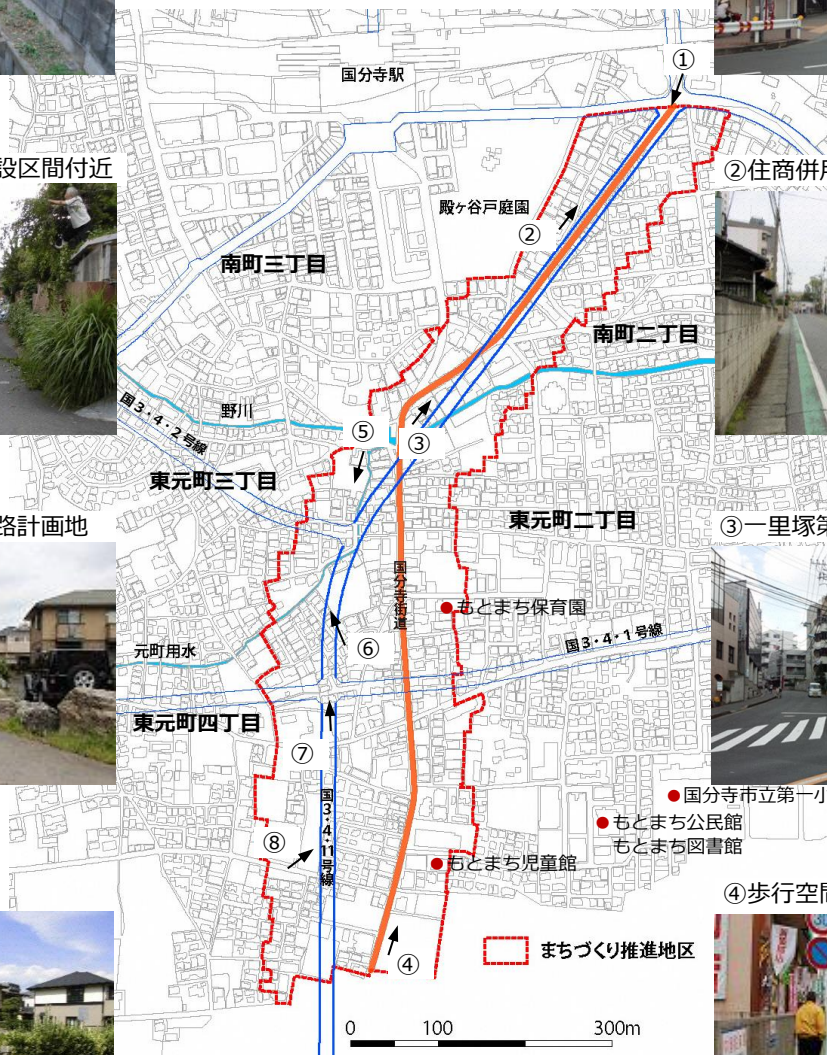 国分寺駅
①
設区間付近
②住商併用
殿ヶ谷戸庭園
②
南町三丁目
南町二丁目
国3・4・2号線
野川
⑤
③
東元町三丁目
東元町二丁目
路計画地
③一里塚第
国分寺街道
もとまち保育園
元町用水
⑥
国3・4・1号線
東元町四丁目
⑦
国3・4・11号線
国分寺市立第一小
もとまち公民館
もとまち図書館
⑧
もとまち児童館
④歩行空間
④
まちづくり推進地区
0 100 300m